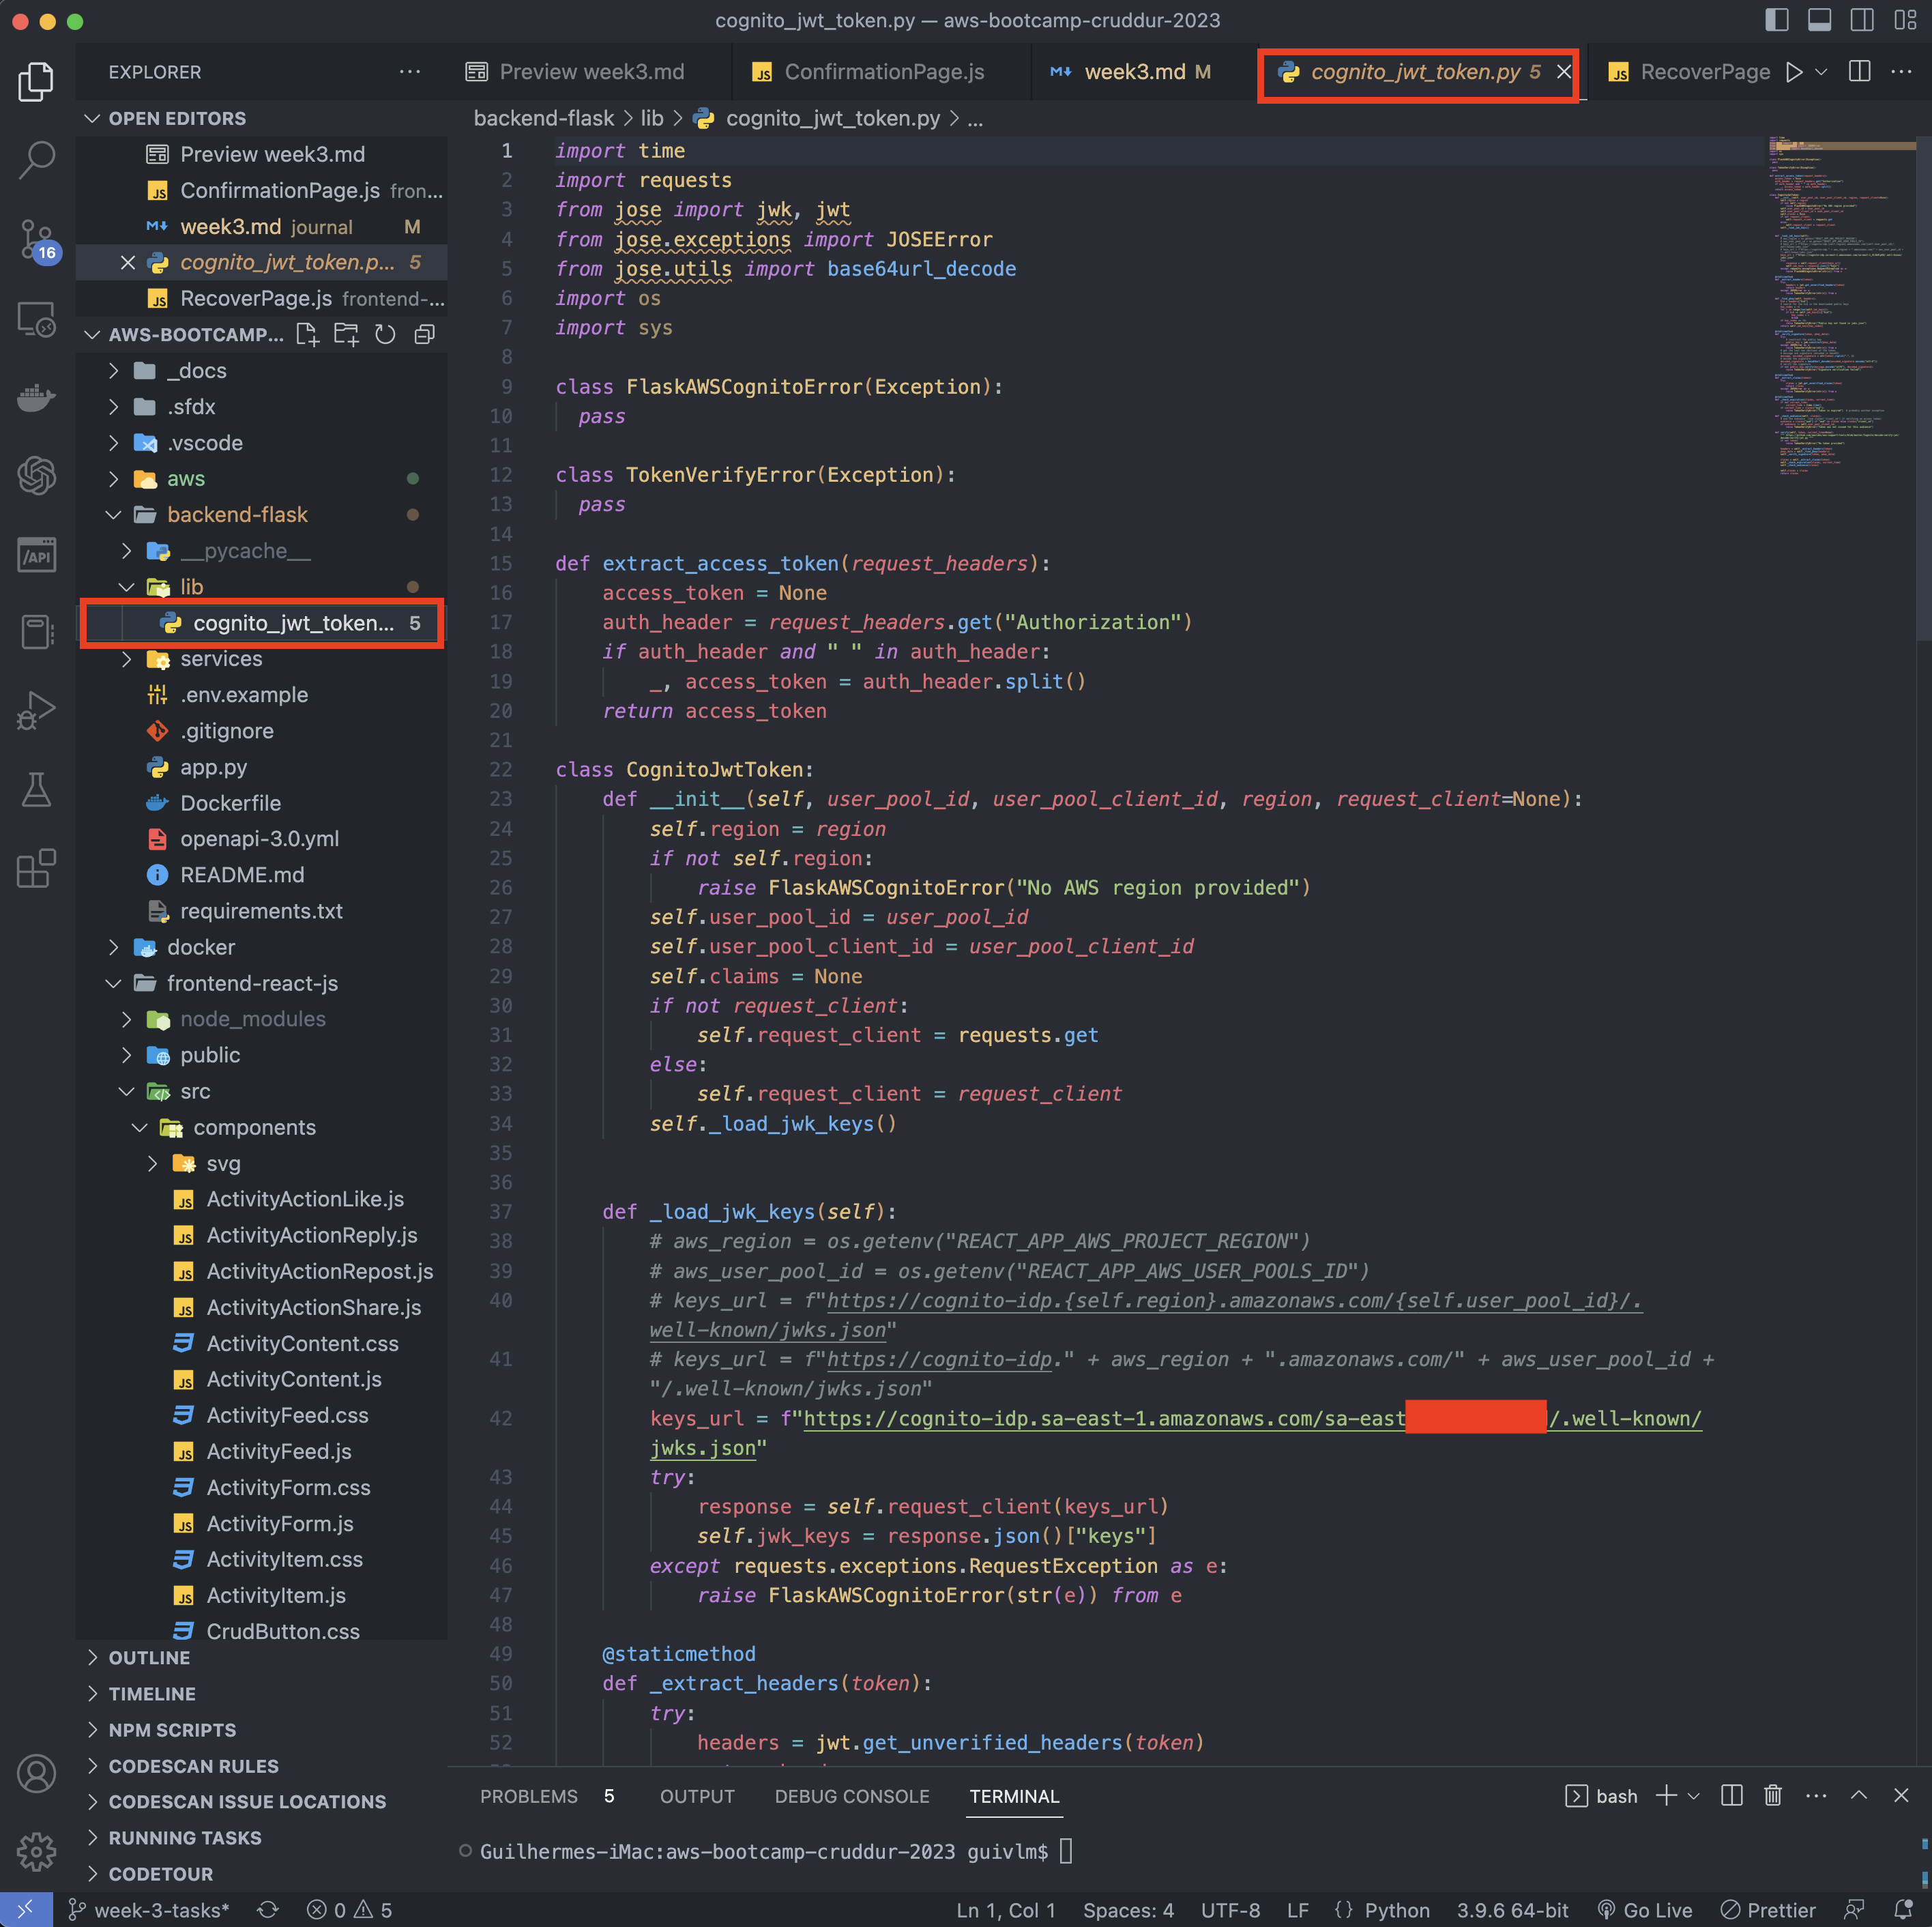 cognito_jwt_token.py — aws-bootcamp-cruddur-2023
EXPLORER
Preview week3.md
ConfirmationPage.js
week3.md M
cognito_jwt_token.py 5
RecoverPage
OPEN EDITORS
Preview week3.md
ConfirmationPage.js fron...
week3.md journal M
cognito_jwt_token.p... 5
RecoverPage.js frontend-...
AWS-BOOTCAMP...
_docs
.sfdx
.vscode
aws
backend-flask
__pycache__
lib
cognito_jwt_token... 5
services
.env.example
.gitignore
app.py
Dockerfile
openapi-3.0.yml
README.md
requirements.txt
docker
frontend-react-js
node_modules
public
src
components
svg
ActivityActionLike.js
ActivityActionReply.js
ActivityActionRepost.js
ActivityActionShare.js
ActivityContent.css
ActivityContent.js
ActivityFeed.css
ActivityFeed.js
ActivityForm.css
ActivityForm.js
ActivityItem.css
ActivityItem.js
CrudButton.css
OUTLINE
TIMELINE
NPM SCRIPTS
CODESCAN RULES
CODESCAN ISSUE LOCATIONS
RUNNING TASKS
CODETOUR
16
/API
backend-flask > lib > cognito_jwt_token.py > ...
1 import time
2 import requests
3 from jose import jwk, jwt
4 from jose.exceptions import JOSEError
5 from jose.utils import base64url_decode
6 import os
7 import sys
8
9 class FlaskAWSCognitoError(Exception):
10 pass
11
12 class TokenVerifyError(Exception):
13 pass
14
15 def extract_access_token(request_headers):
16 access_token = None
17 auth_header = request_headers.get("Authorization")
18 if auth_header and " " in auth_header:
19 _, access_token = auth_header.split()
20 return access_token
21
22 class CognitoJwtToken:
23 def __init__(self, user_pool_id, user_pool_client_id, region, request_client=None):
24 self.region = region
25 if not self.region:
26 raise FlaskAWSCognitoError("No AWS region provided")
27 self.user_pool_id = user_pool_id
28 self.user_pool_client_id = user_pool_client_id
29 self.claims = None
30 if not request_client:
31 self.request_client = requests.get
32 else:
33 self.request_client = request_client
34 self._load_jwk_keys()
35
36
37 def _load_jwk_keys(self):
38 # aws_region = os.getenv("REACT_APP_AWS_PROJECT_REGION")
39 # aws_user_pool_id = os.getenv("REACT_APP_AWS_USER_POOLS_ID")
40 # keys_url = f"https://cognito-idp.{self.region}.amazonaws.com/{self.user_pool_id}/.
well-known/jwks.json"
41 # keys_url = f"https://cognito-idp." + aws_region + ".amazonaws.com/" + aws_user_pool_id +
"/.well-known/jwks.json"
42 keys_url = f"https://cognito-idp.sa-east-1.amazonaws.com/sa-east /.well-known/
jwks.json"
43 try:
44 response = self.request_client(keys_url)
45 self.jwk_keys = response.json()["keys"]
46 except requests.exceptions.RequestException as e:
47 raise FlaskAWSCognitoError(str(e)) from e
48
49 @staticmethod
50 def _extract_headers(token):
51 try:
52 headers = jwt.get_unverified_headers(token)
PROBLEMS 5
OUTPUT
DEBUG CONSOLE
TERMINAL
bash
Guilhermes-iMac:aws-bootcamp-cruddur-2023 guivlm$
week-3-tasks*
0
5
Ln 1, Col 1
Spaces: 4
UTF-8
LF
{} Python
3.9.6 64-bit
Go Live
Prettier